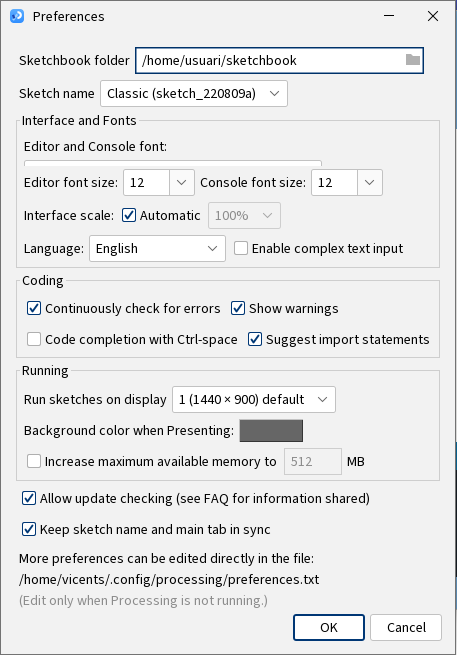 Preferences
Sketchbook folder /home/usuari/sketchbook
Sketch name Classic (sketch_220809a)
Interface and Fonts
Editor and Console font:
Editor font size: 12 Console font size: 12
Interface scale: Automatic 100%
Language: English Enable complex text input
Coding
Continuously check for errors Show warnings
Code completion with Ctrl-space Suggest import statements
Running
Run sketches on display 1 (1440 × 900) default
Background color when Presenting:
Increase maximum available memory to 512 MB
Allow update checking (see FAQ for information shared)
Keep sketch name and main tab in sync
More preferences can be edited directly in the file:
/home/vicents/.config/processing/preferences.txt
(Edit only when Processing is not running.)
OK Cancel